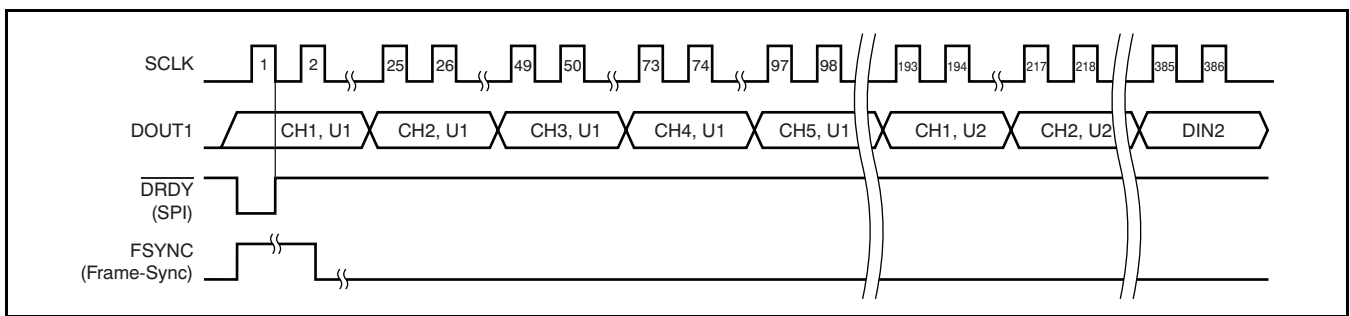 SCLK
1 2 25 26 49 50 73 74 97 98 193 194 217 218 385 386
DOUT1
CH1, U1 CH2, U1 CH3, U1 CH4, U1 CH5, U1 CH1, U2 CH2, U2 DIN2
DRDY
(SPI)
FSYNC
(Frame-Sync)